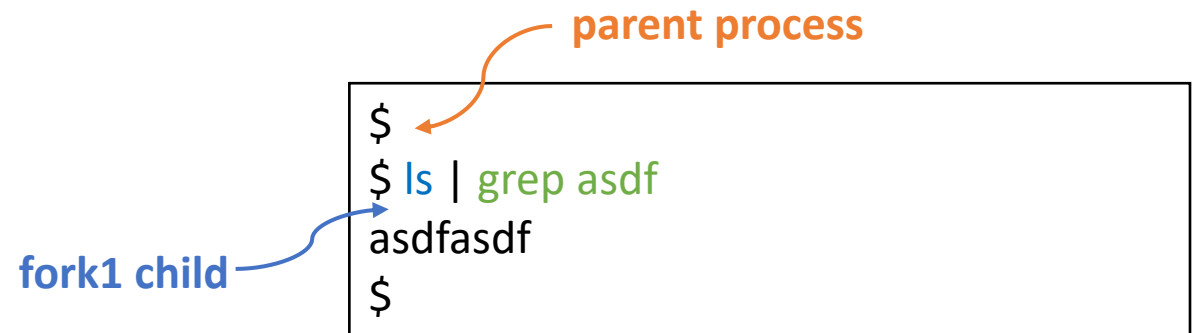 parent process
$
$ ls | grep asdf
asdfasdf
fork1 child
$